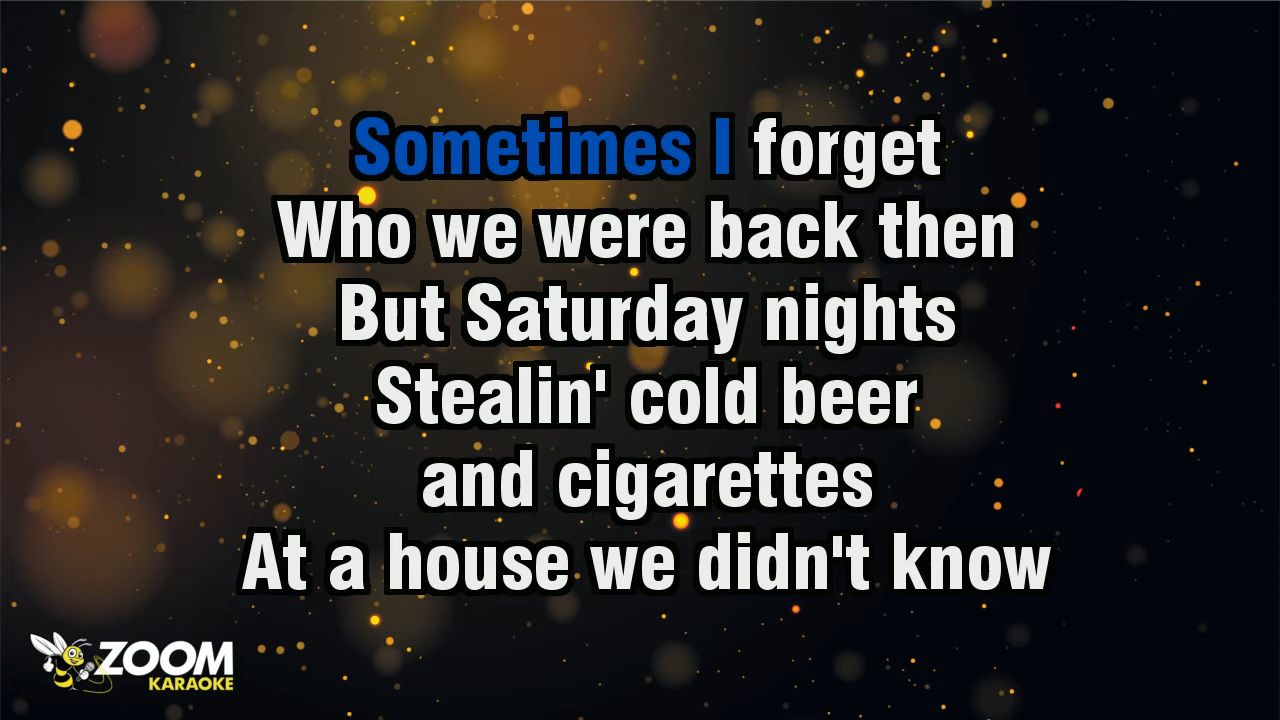 Sometimes I forget
Who we were back then
But Saturday nights
Stealin' cold beer
and cigarettes
At a house we didn't know
ZOOM
KARAOKE